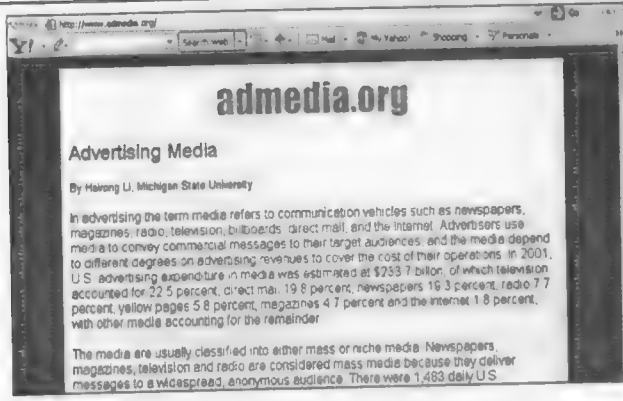 http://www.admedia.org/
Go
Y!
Search Web
Mail
My Yahoo!
Shopping
Personals
admedia.org
Advertising Media
By Hairong Li, Michigan State University
In advertising the term media refers to communication vehicles such as newspapers,
magazines, radio, television, billboards, direct mail, and the Internet. Advertisers use
media to convey commercial messages to their target audiences, and the media depend
to different degrees on advertising revenues to cover the cost of their operations. In 2001,
U.S. advertising expenditure in media was estimated at $233.7 billion, of which television
accounted for 22.5 percent, direct mail 19.8 percent, newspapers 19.3 percent, radio 7.7
percent, yellow pages 5.8 percent, magazines 4.7 percent and the internet 1.8 percent,
with other media accounting for the remainder
The media are usually classified into either mass or niche media. Newspapers,
magazines, television and radio are considered mass media because they deliver
messages to a widespread, anonymous audience. There were 1,483 daily U.S.